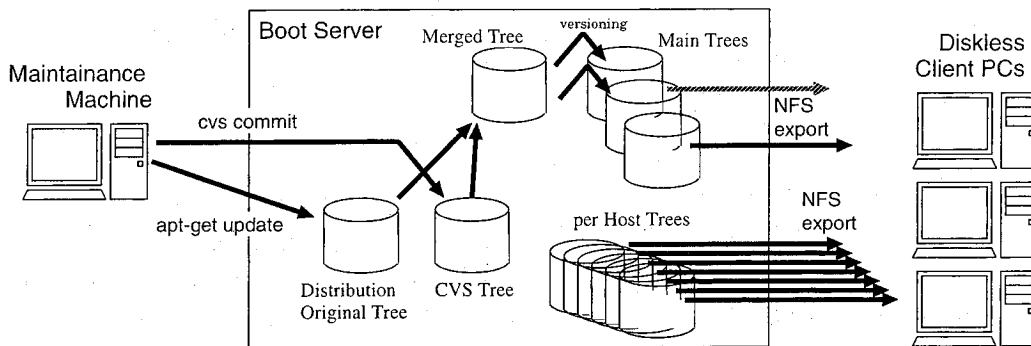 Boot Server
versioning
Merged Tree
Main Trees
Diskless
Client PCs
Maintainance
Machine
cvs commit
NFS
export
apt-get update
per Host Trees
NFS
export
Distribution
Original Tree
CVS Tree